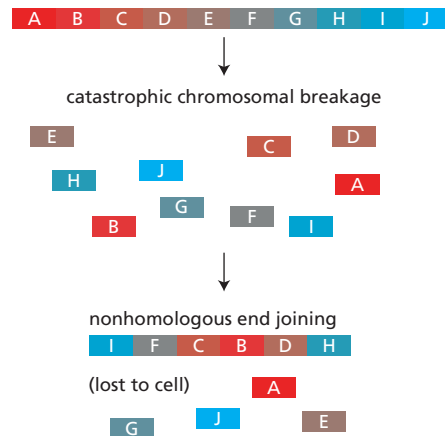 A B C D E F G H I J
catastrophic chromosomal breakage
E C D
H J A
B G F I
nonhomologous end joining
I F C B D H
(lost to cell) A
G J E